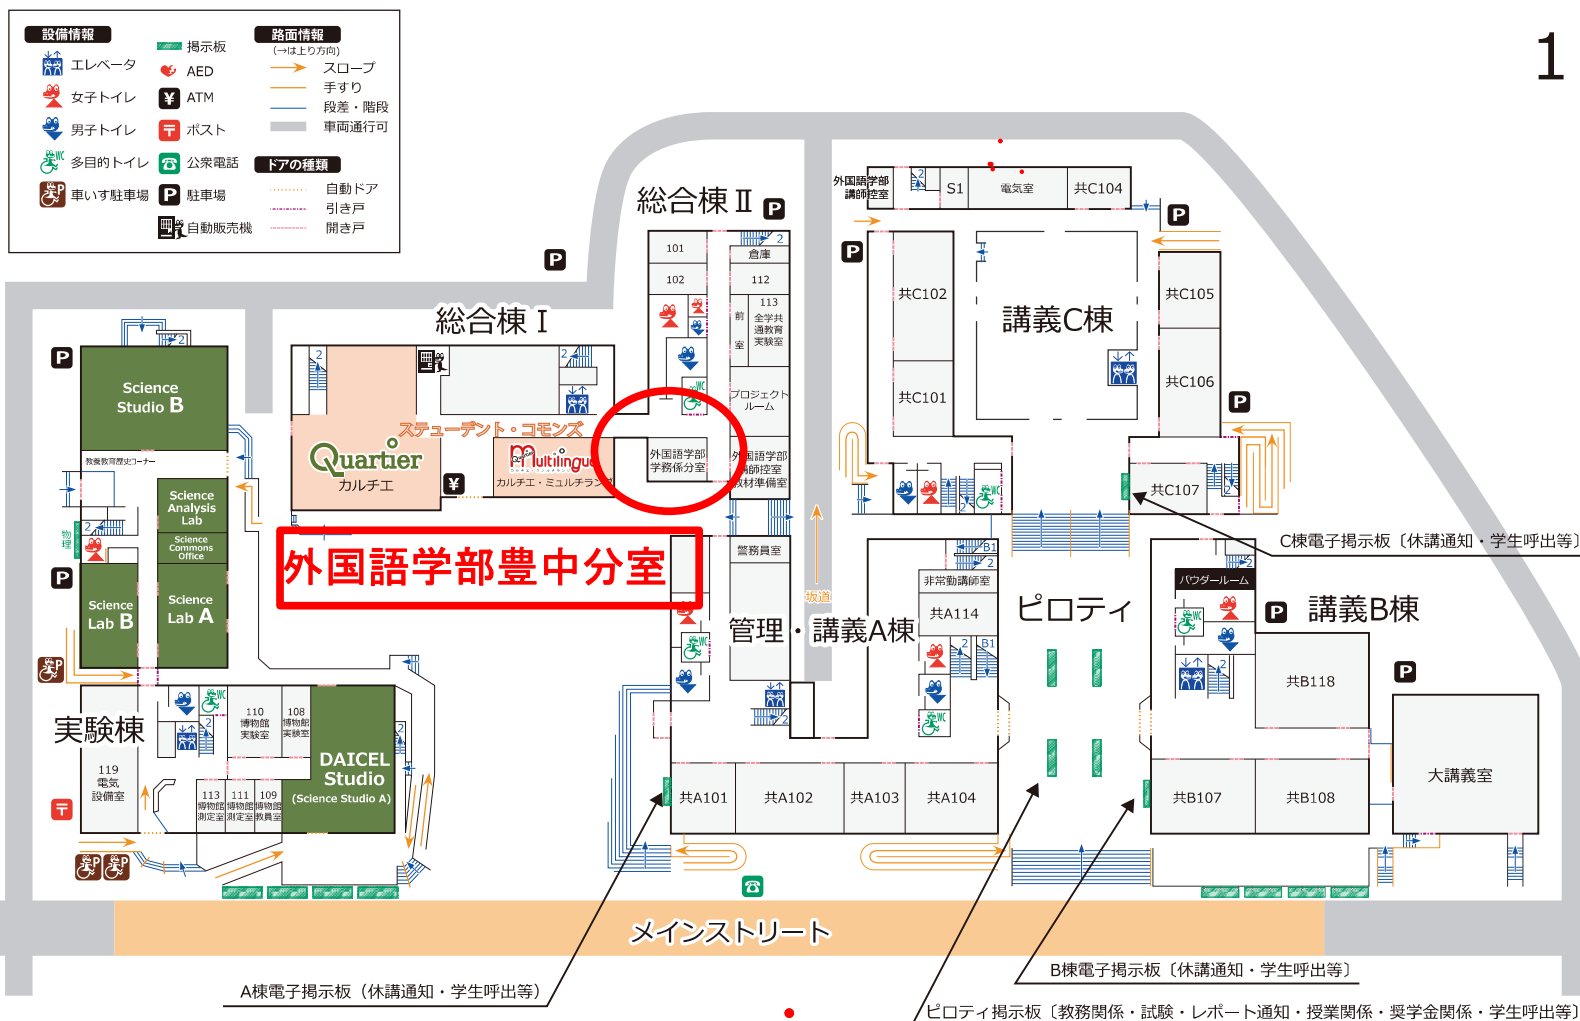 設備情報
エレベータ
女子トイレ
男子トイレ
多目的トイレ
車いす駐車場
掲示板
AED
ATM
ポスト
公衆電話
駐車場
自動販売機
路面情報
(→は上り方向)
スロープ
手すり
段差・階段
車両通行可
ドアの種類
自動ドア
引き戸
開き戸
1
総合棟Ⅱ
101
102
倉庫
112
113
全学共
通教育
実験室
前
室
プロジェクト
ルーム
外国語学部
講師控室
教材準備室
外国語学部
学務係分室
総合棟Ⅰ
ステューデント・コモンズ
Quartier
カルチエ
Multilingue
カルチエ・ミュルチラング
外国語学部豊中分室
Science
Studio B
教養教育歴史コーナー
Science
Analysis
Lab
Science
Commons
Office
物理
Science
Lab B
Science
Lab A
実験棟
110
博物館
実験室
108
博物館
実験室
DAICEL
Studio
(Science Studio A)
119
電気
設備室
113
博物館
測定室
111
博物館
測定室
109
博物館
教員室
外国語学部
講師控室
S1
電気室
共C104
共C102
共C101
講義C棟
共C105
共C106
共C107
C棟電子掲示板〔休講通知・学生呼出等〕
警務員室
坂道
管理・講義A棟
B1
非常勤講師室
共A114
B1
共A101
共A102
共A103
共A104
ピロティ
パウダールーム
講義B棟
共B118
共B107
共B108
大講義室
メインストリート
A棟電子掲示板（休講通知・学生呼出等）
B棟電子掲示板〔休講通知・学生呼出等〕
ピロティ掲示板〔教務関係・試験・レポート通知・授業関係・奨学金関係・学生呼出等〕